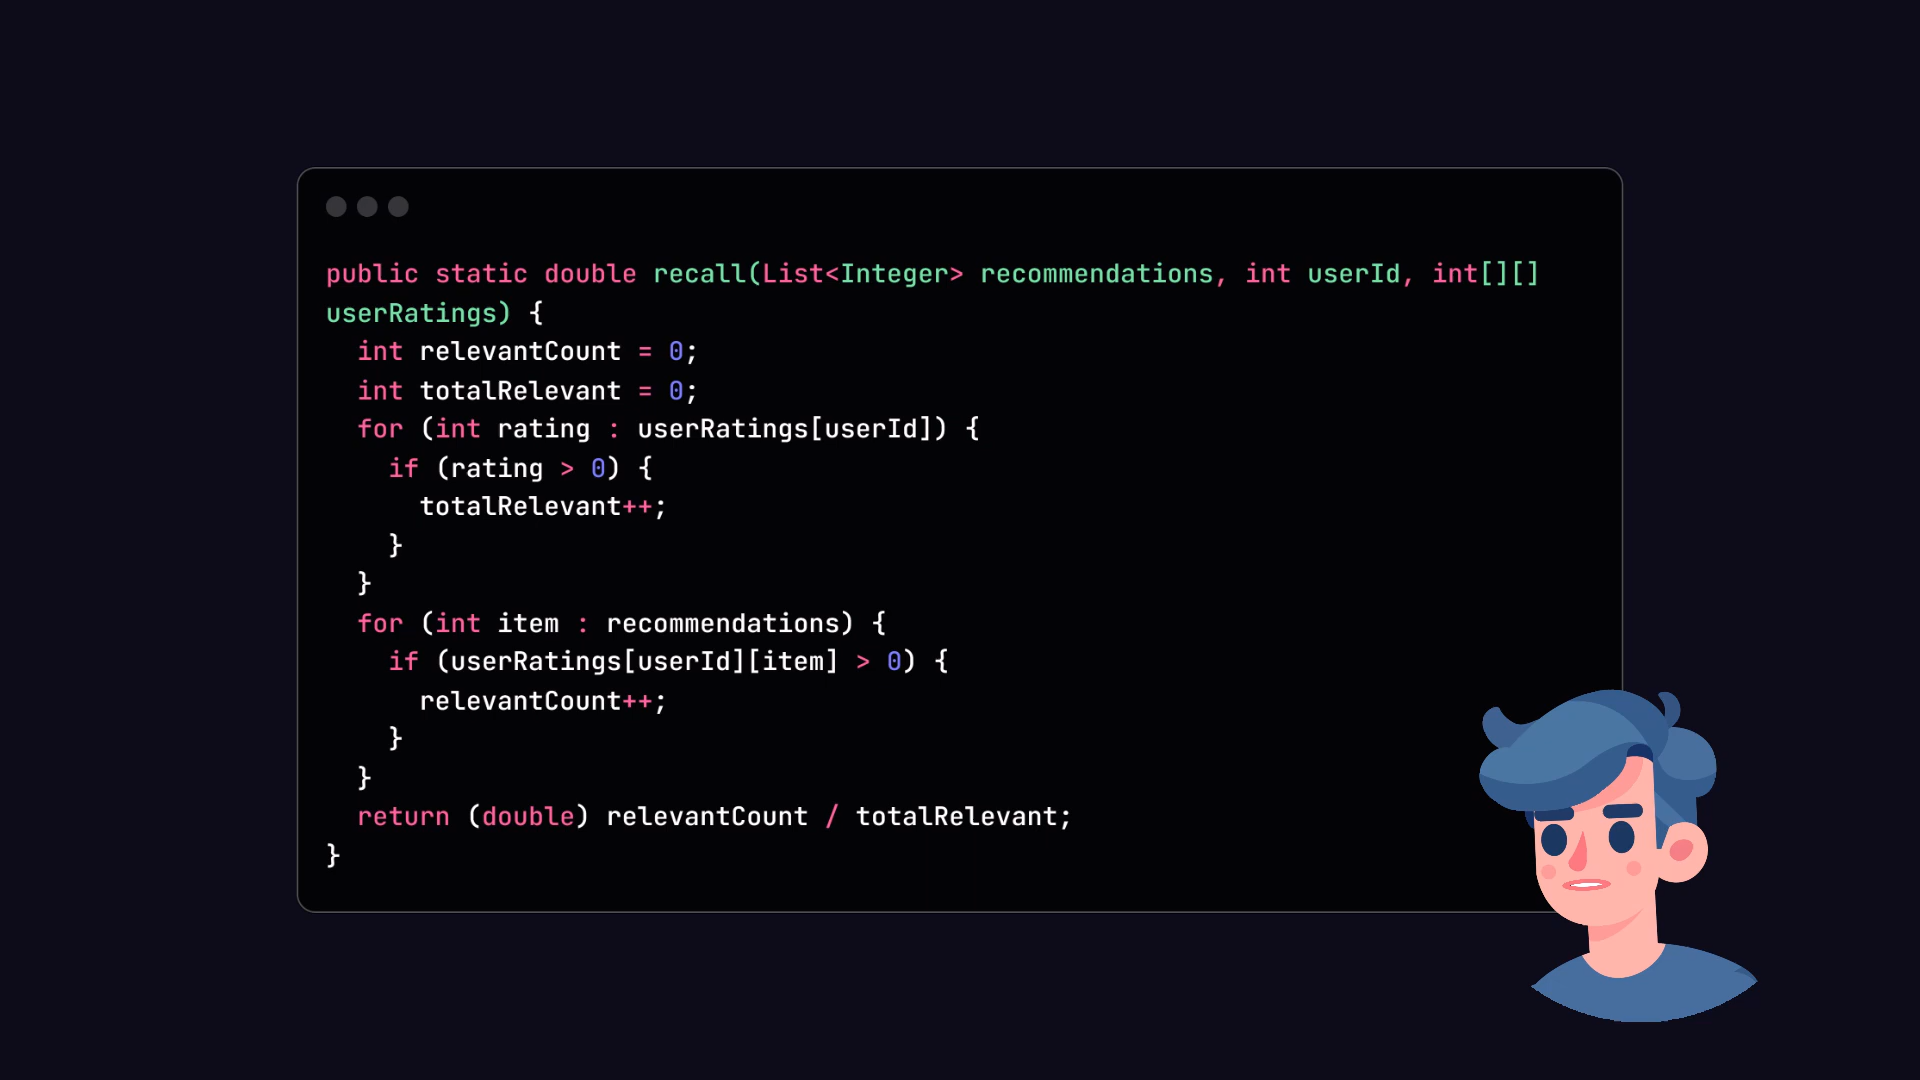 public static double recall(List<Integer> recommendations, int userId, int[][]
userRatings) {
  int relevantCount = 0;
  int totalRelevant = 0;
  for (int rating : userRatings[userId]) {
    if (rating > 0) {
      totalRelevant++;
    }
  }
  for (int item : recommendations) {
    if (userRatings[userId][item] > 0) {
      relevantCount++;
    }
  }
  return (double) relevantCount / totalRelevant;
}